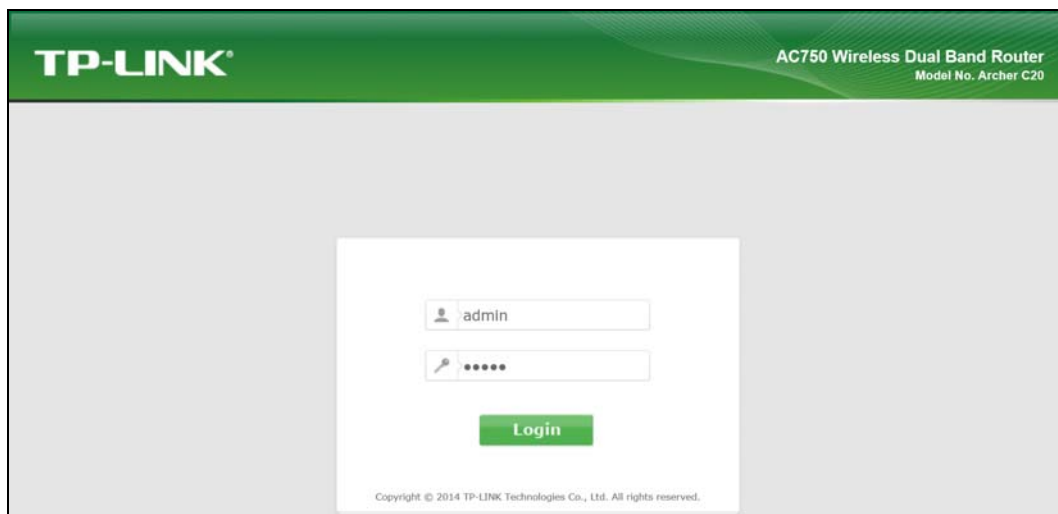 TP-LINK®
AC750 Wireless Dual Band Router
Model No. Archer C20
admin
•••••
Login
Copyright © 2014 TP-LINK Technologies Co., Ltd. All rights reserved.